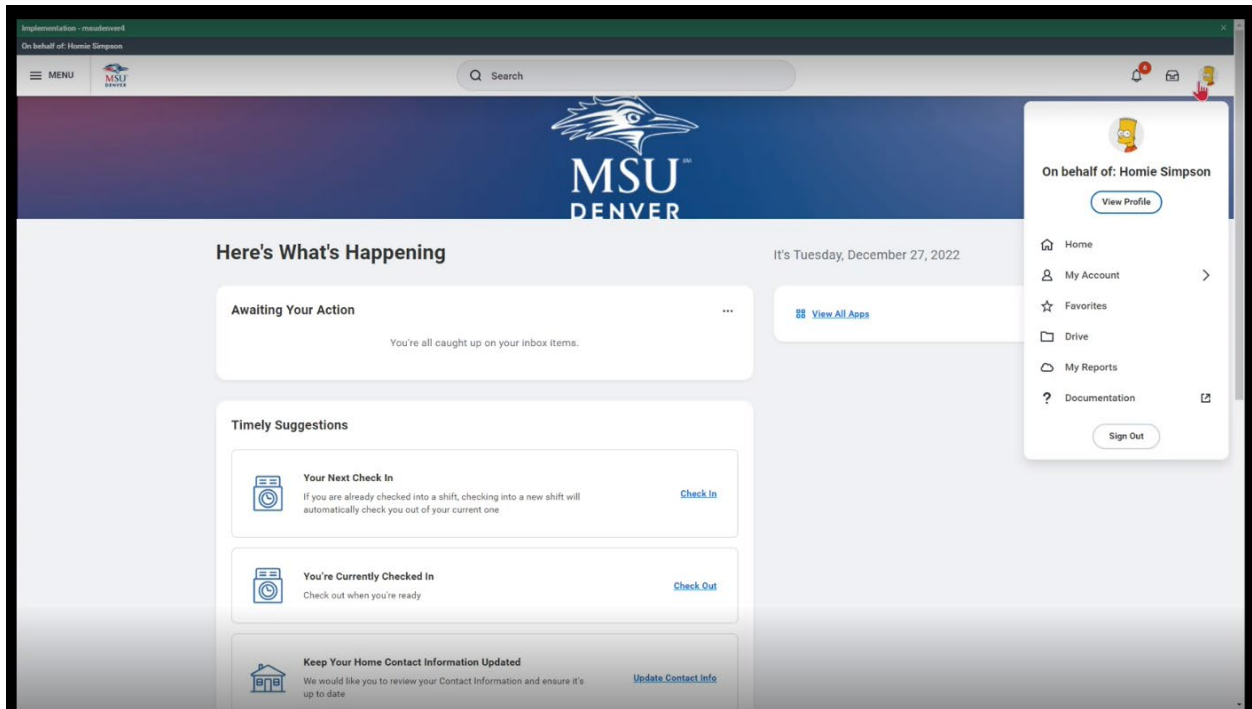 Implementation - msudenver4
On behalf of: Homie Simpson
MENU
MSU
DENVER
Search
MSU
DENVER
On behalf of: Homie Simpson
View Profile
Home
My Account
Favorites
Drive
My Reports
Documentation
Sign Out
Here's What's Happening
It's Tuesday, December 27, 2022
Awaiting Your Action
You're all caught up on your inbox items.
View All Apps
Timely Suggestions
Your Next Check In
If you are already checked into a shift, checking into a new shift will
automatically check you out of your current one
Check In
You're Currently Checked In
Check out when you're ready
Check Out
Keep Your Home Contact Information Updated
We would like you to review your Contact Information and ensure it's
up to date
Update Contact Info